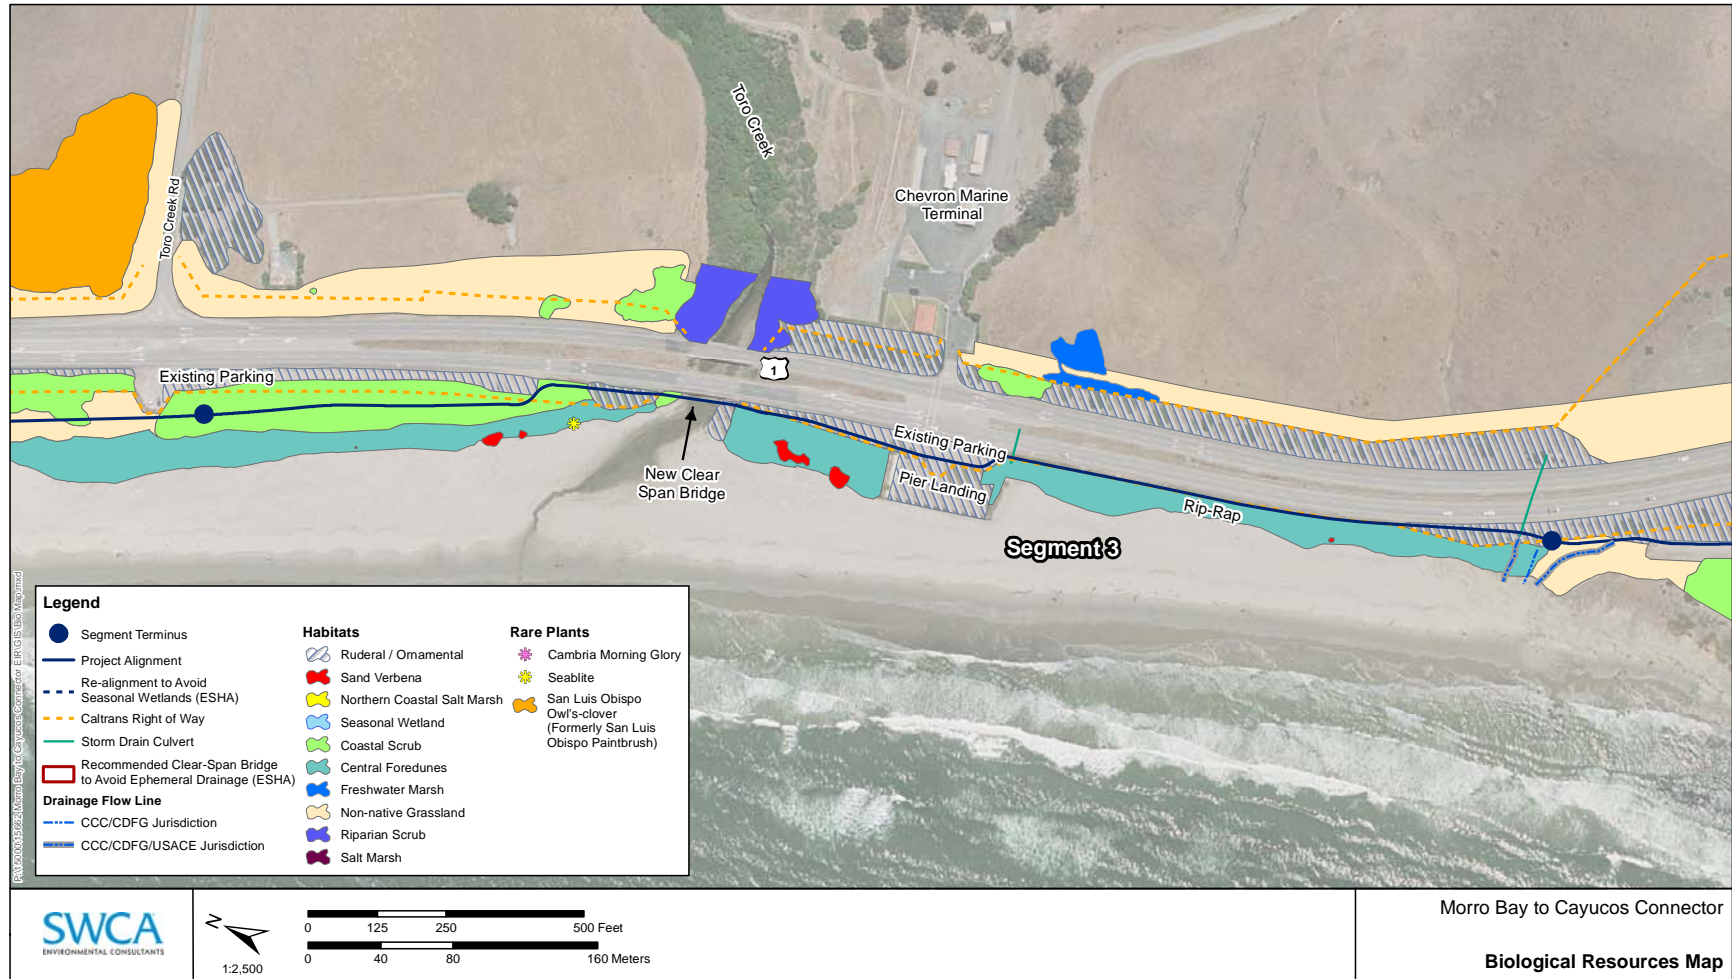 Toro Creek
Toro Creek Rd
Chevron Marine
Terminal
1
Existing Parking
Existing Parking
New Clear
Span Bridge
Pier Landing
Rip-Rap
Segment 3
Legend
Segment Terminus
Project Alignment
Re-alignment to Avoid
Seasonal Wetlands (ESHA)
Caltrans Right of Way
Storm Drain Culvert
Recommended Clear-Span Bridge
to Avoid Ephemeral Drainage (ESHA)
Drainage Flow Line
CCC/CDFG Jurisdiction
CCC/CDFG/USACE Jurisdiction
Habitats
Ruderal / Ornamental
Sand Verbena
Northern Coastal Salt Marsh
Seasonal Wetland
Coastal Scrub
Central Foredunes
Freshwater Marsh
Non-native Grassland
Riparian Scrub
Salt Marsh
Rare Plants
Cambria Morning Glory
Seablite
San Luis Obispo
Owl's-clover
(Formerly San Luis
Obispo Paintbrush)
SWCA
ENVIRONMENTAL CONSULTANTS
N
1:2,500
0 125 250 500 Feet
0 40 80 160 Meters
Morro Bay to Cayucos Connector
Biological Resources Map